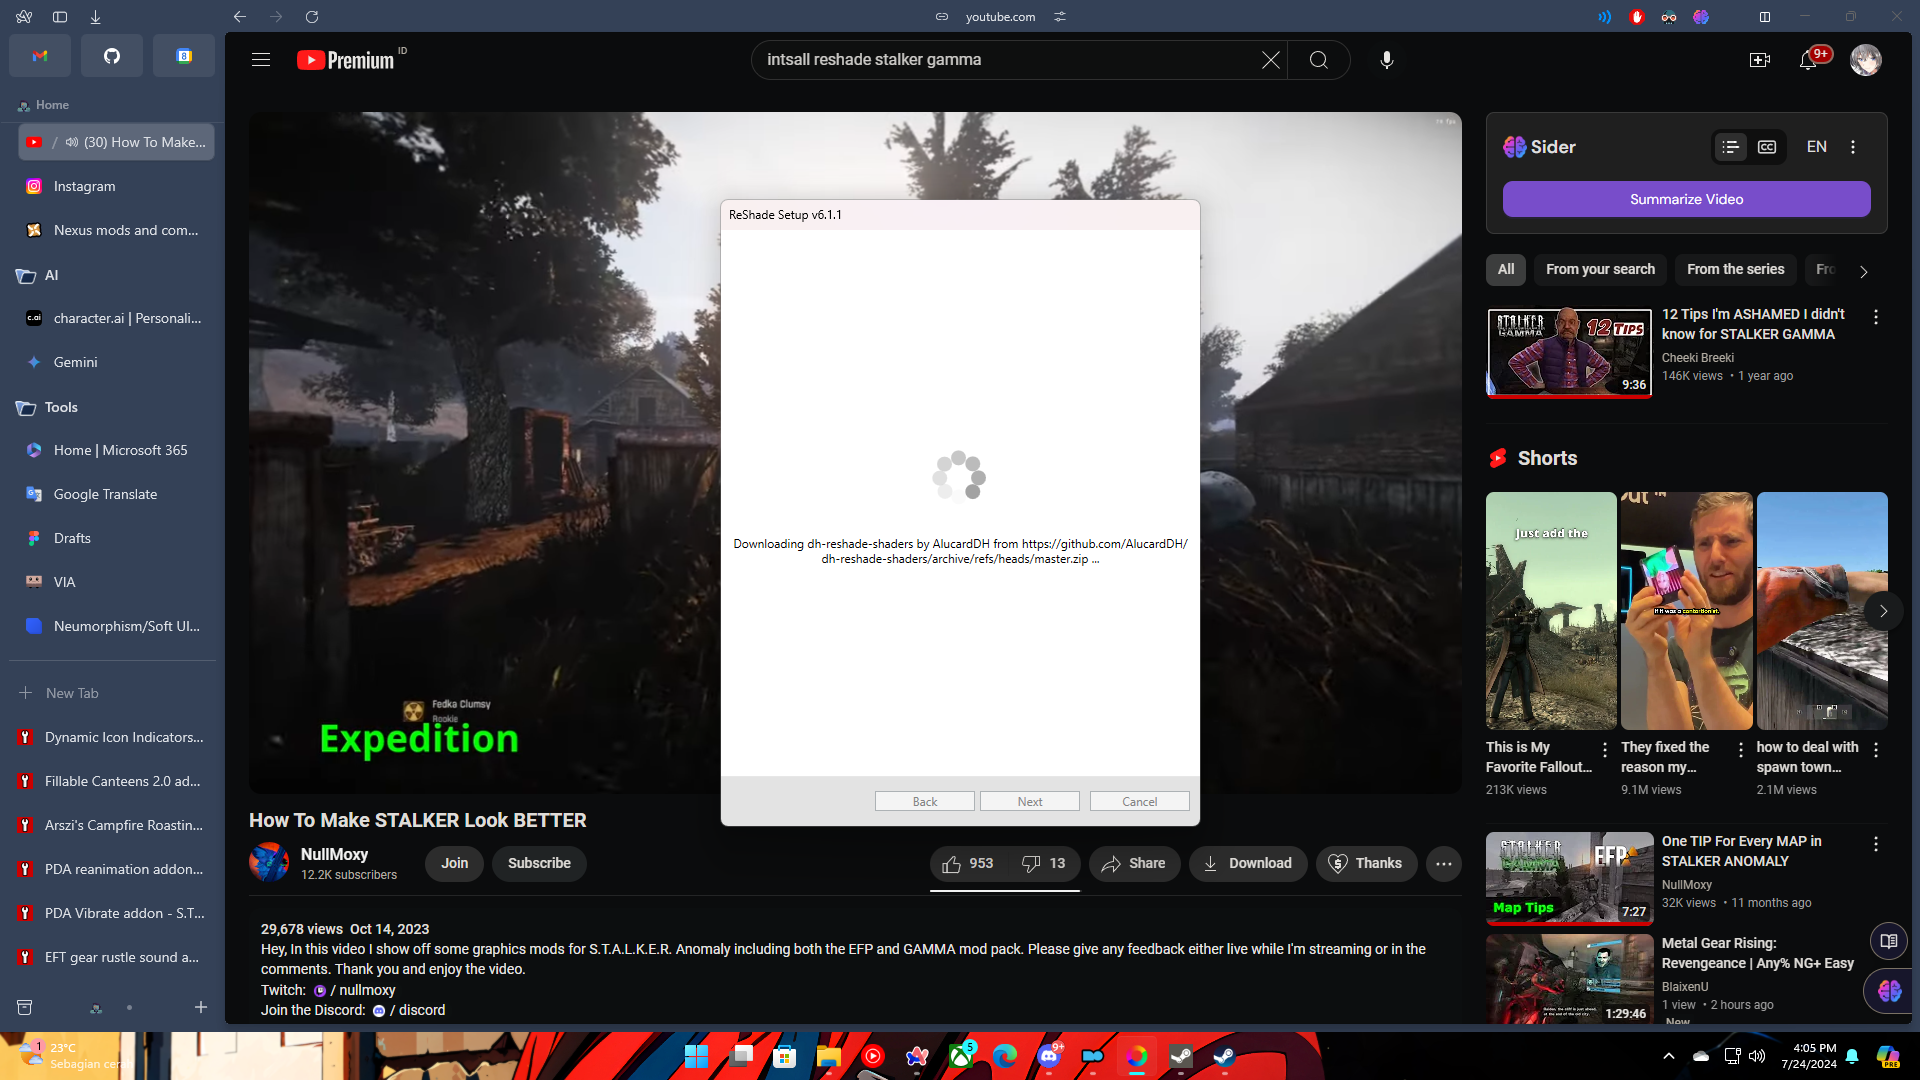 youtube.com
Home
/ (30) How To Make...
Instagram
Nexus mods and com...
AI
c.ai
character.ai | Personali...
Gemini
Tools
Home | Microsoft 365
Google Translate
Drafts
VIA
Neumorphism/Soft UI...
New Tab
Dynamic Icon Indicators...
Fillable Canteens 2.0 ad...
Arszi's Campfire Roastin...
PDA reanimation addon...
PDA Vibrate addon - S.T...
EFT gear rustle sound a...
Premium ID
intsall reshade stalker gamma
9+
Fedka Clumsy
Rookie
Expedition
ReShade Setup v6.1.1
Downloading dh-reshade-shaders by AlucardDH from https://github.com/AlucardDH/
dh-reshade-shaders/archive/refs/heads/master.zip ...
Back
Next
Cancel
How To Make STALKER Look BETTER
NullMoxy
12.2K subscribers
Join
Subscribe
953
13
Share
Download
Thanks
29,678 views Oct 14, 2023
Hey, In this video I show off some graphics mods for S.T.A.L.K.E.R. Anomaly including both the EFP and GAMMA mod pack. Please give any feedback either live while I'm streaming or in the
comments. Thank you and enjoy the video.
Twitch: / nullmoxy
Join the Discord: / discord
Sider
CC
EN
Summarize Video
All
From your search
From the series
Fro
STALKER
GAMMA
12 TIPS
9:36
12 Tips I'm ASHAMED I didn't
know for STALKER GAMMA
Cheeki Breeki
146K views • 1 year ago
Shorts
Just add the
If it was a contortionist.
This is My
Favorite Fallout...
213K views
They fixed the
reason my...
9.1M views
how to deal with
spawn town...
2.1M views
STALKER
EFP
Map Tips
7:27
One TIP For Every MAP in
STALKER ANOMALY
NullMoxy
32K views • 11 months ago
1:29:46
Metal Gear Rising:
Revengeance | Any% NG+ Easy
BlaixenU
1 view • 2 hours ago
New
1
23°C
Sebagian cerah
5
9+
4:05 PM
7/24/2024
PRE